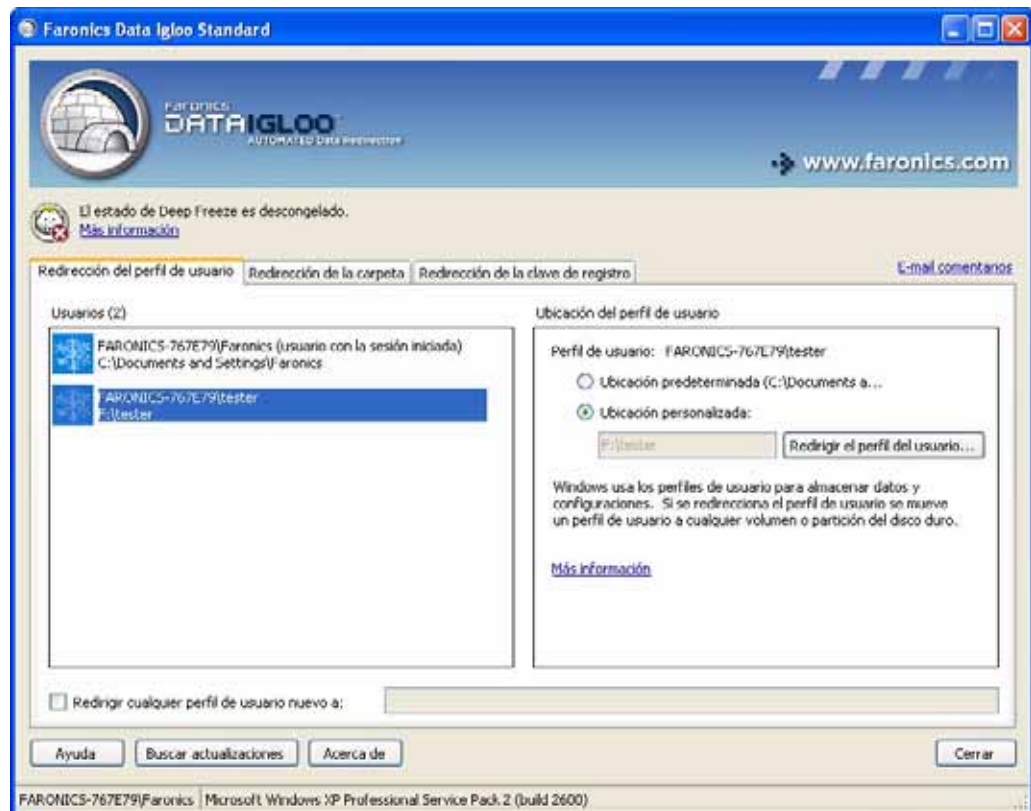 Faronics Data Igloo Standard
FARONICS
DATAIGLOO
AUTOMATED Data Redirection
www.faronics.com
El estado de Deep Freeze es descongelado.
Más información
Redirección del perfil de usuario
Redirección de la carpeta
Redirección de la clave de registro
E-mail comentarios
Usuarios (2)
FARONICS-767E79\Faronics (usuario con la sesión iniciada)
C:\Documents and Settings\Faronics
FARONICS-767E79\tester
F:\tester
Ubicación del perfil de usuario
Perfil de usuario: FARONICS-767E79\tester
Ubicación predeterminada (C:\Documents a...
Ubicación personalizada:
F:\tester
Redirigir el perfil del usuario...
Windows usa los perfiles de usuario para almacenar datos y
configuraciones. Si se redirecciona el perfil de usuario se mueve
un perfil de usuario a cualquier volumen o partición del disco duro.
Más información
Redirigir cualquier perfil de usuario nuevo a:
Ayuda
Buscar actualizaciones
Acerca de
Cerrar
FARONICS-767E79\Faronics
Microsoft Windows XP Professional Service Pack 2 (build 2600)